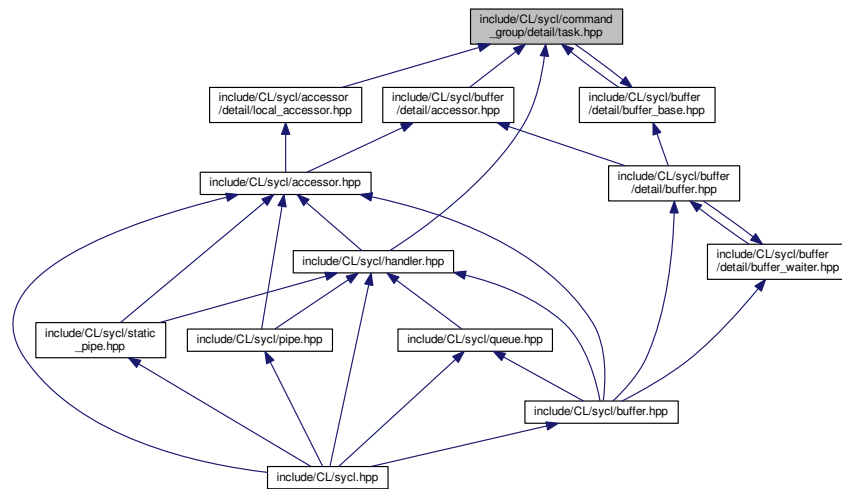 include/CL/sycl/command
_group/detail/task.hpp
include/CL/sycl/accessor
/detail/local_accessor.hpp
include/CL/sycl/buffer
/detail/accessor.hpp
include/CL/sycl/buffer
/detail/buffer_base.hpp
include/CL/sycl/accessor.hpp
include/CL/sycl/buffer
/detail/buffer.hpp
include/CL/sycl/handler.hpp
include/CL/sycl/buffer
/detail/buffer_waiter.hpp
include/CL/sycl/static
_pipe.hpp
include/CL/sycl/pipe.hpp
include/CL/sycl/queue.hpp
include/CL/sycl/buffer.hpp
include/CL/sycl.hpp